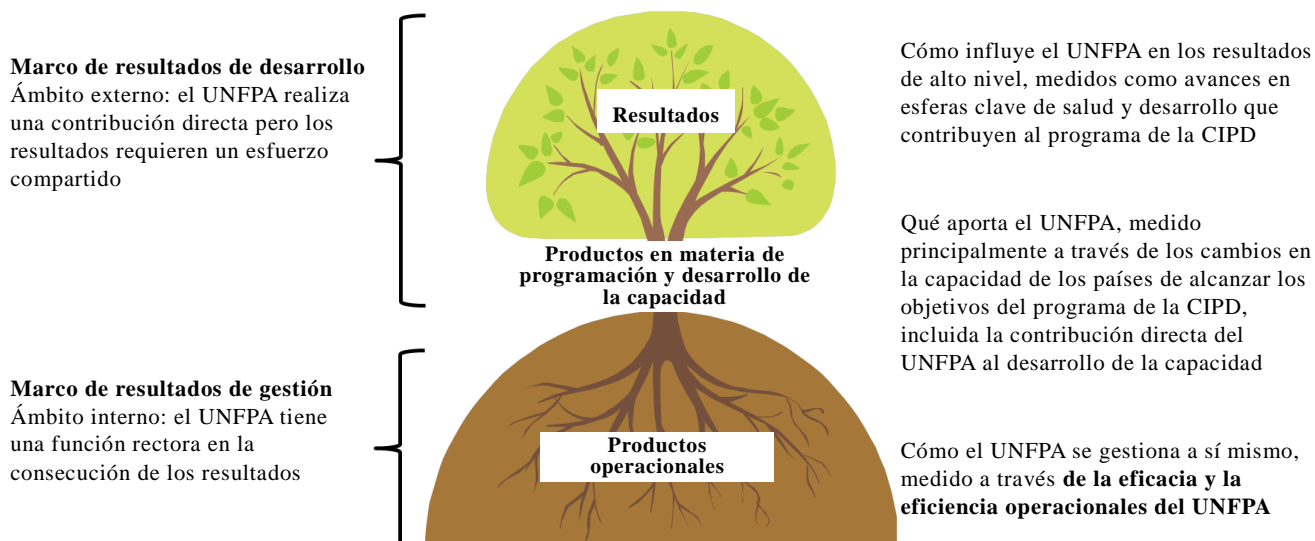 Marco de resultados de desarrollo
Ámbito externo: el UNFPA realiza
una contribución directa pero los
resultados requieren un esfuerzo
compartido
Resultados
Cómo influye el UNFPA en los resultados
de alto nivel, medidos como avances en
esferas clave de salud y desarrollo que
contribuyen al programa de la CIPD
Productos en materia de
programación y desarrollo de
la capacidad
Qué aporta el UNFPA, medido
principalmente a través de los cambios en
la capacidad de los países de alcanzar los
objetivos del programa de la CIPD,
incluida la contribución directa del
UNFPA al desarrollo de la capacidad
Marco de resultados de gestión
Ámbito interno: el UNFPA tiene
una función rectora en la
consecución de los resultados
Productos
operacionales
Cómo el UNFPA se gestiona a sí mismo,
medido a través de la eficacia y la
eficiencia operacionales del UNFPA